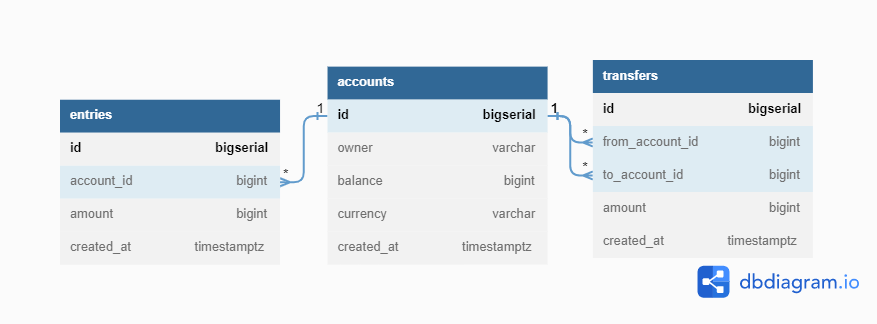 entries
id bigserial
account_id bigint
amount bigint
created_at timestamptz
1
*
accounts
id bigserial
owner varchar
balance bigint
currency varchar
created_at timestamptz
1
*
*
transfers
id bigserial
from_account_id bigint
to_account_id bigint
amount bigint
created_at timestamptz
dbdiagram.io